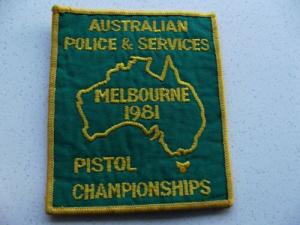 AUSTRALIAN
POLICE & SERVICES
MELBOURNE
1981
PISTOL
CHAMPIONSHIPS